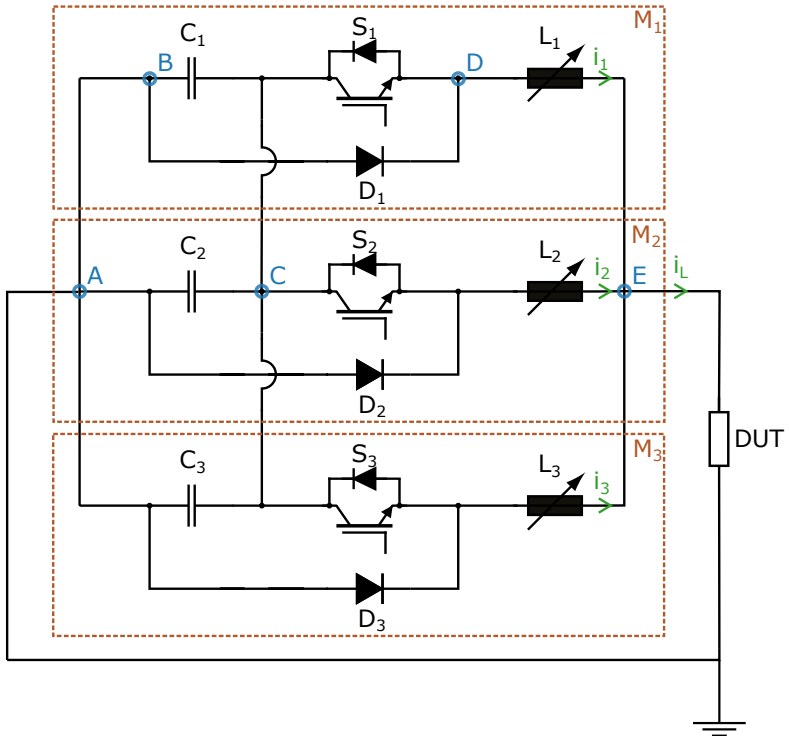 M₁
C₁
S₁
B
D
L₁
i₁
D₁
M₂
C₂
S₂
L₂
A
C
i₂
E
i_L
D₂
DUT
M₃
C₃
S₃
L₃
i₃
D₃